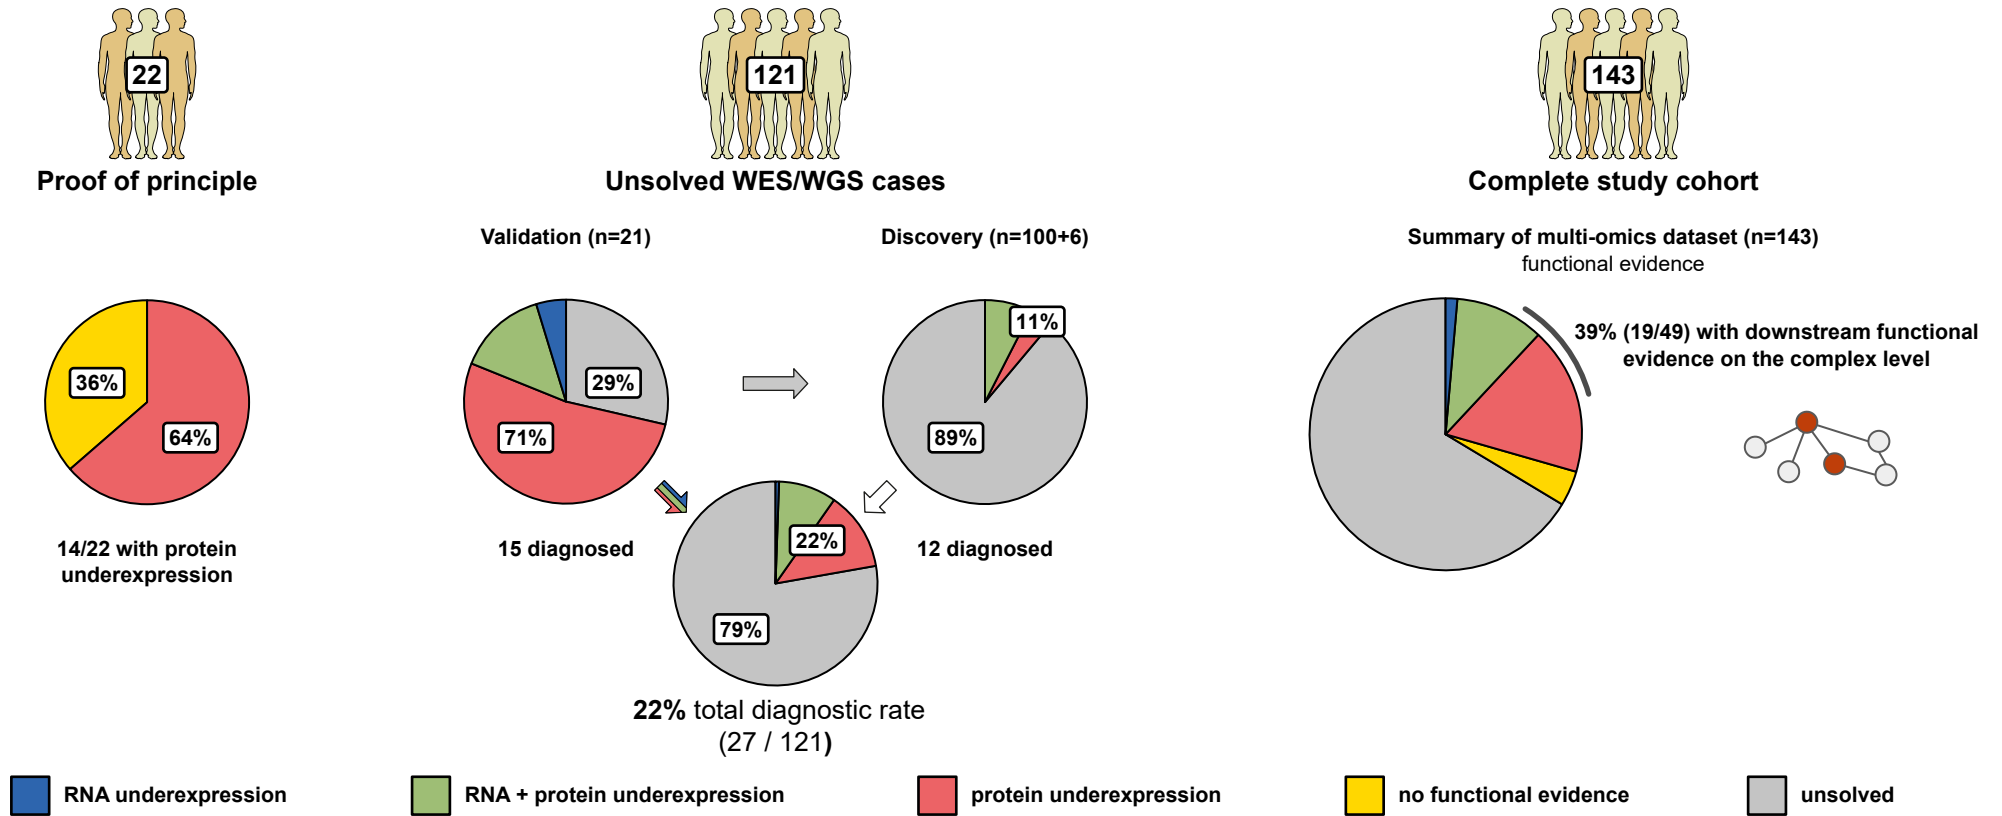 22
121
143
Proof of principle
Unsolved WES/WGS cases
Complete study cohort
Validation (n=21)
Discovery (n=100+6)
Summary of multi-omics dataset (n=143)
functional evidence
36%
64%
29%
71%
11%
89%
39% (19/49) with downstream functional
evidence on the complex level
14/22 with protein
underexpression
15 diagnosed
12 diagnosed
22%
79%
22% total diagnostic rate
(27 / 121)
RNA underexpression
RNA + protein underexpression
protein underexpression
no functional evidence
unsolved